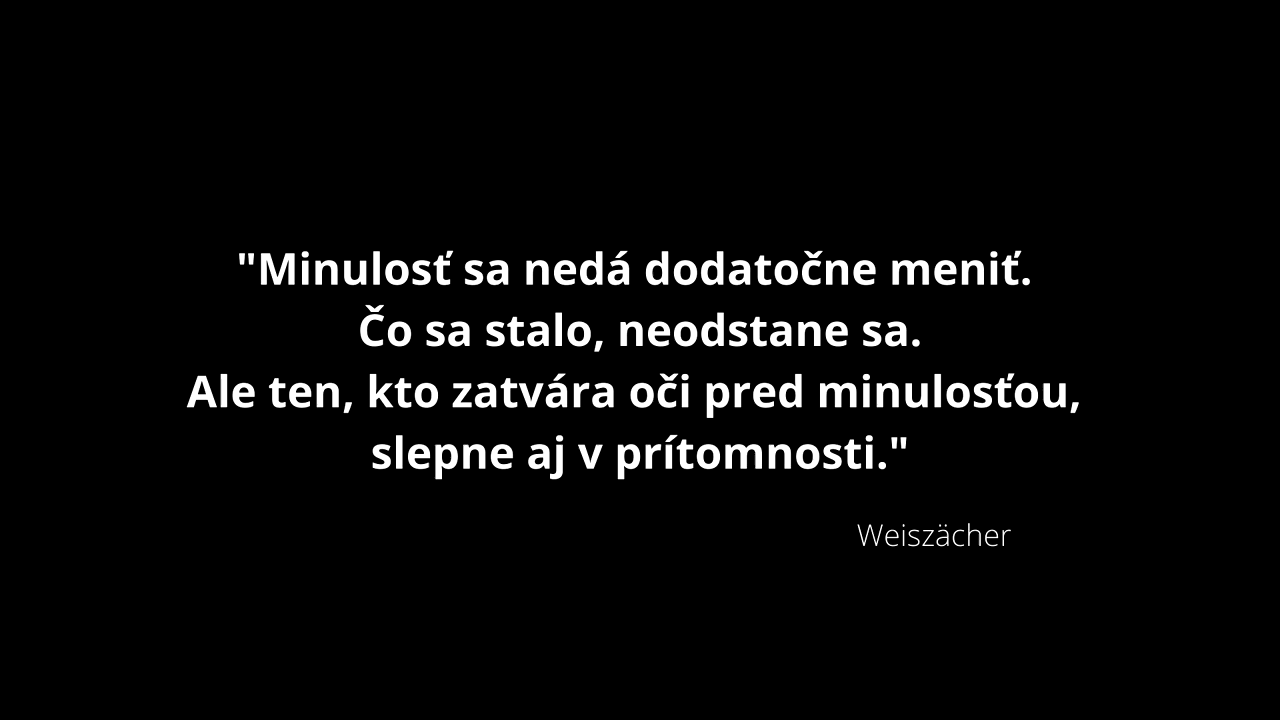 "Minulosť sa nedá dodatočne meniť.
Čo sa stalo, neodstane sa.
Ale ten, kto zatvára oči pred minulosťou,
slepne aj v prítomnosti."
Weiszächer